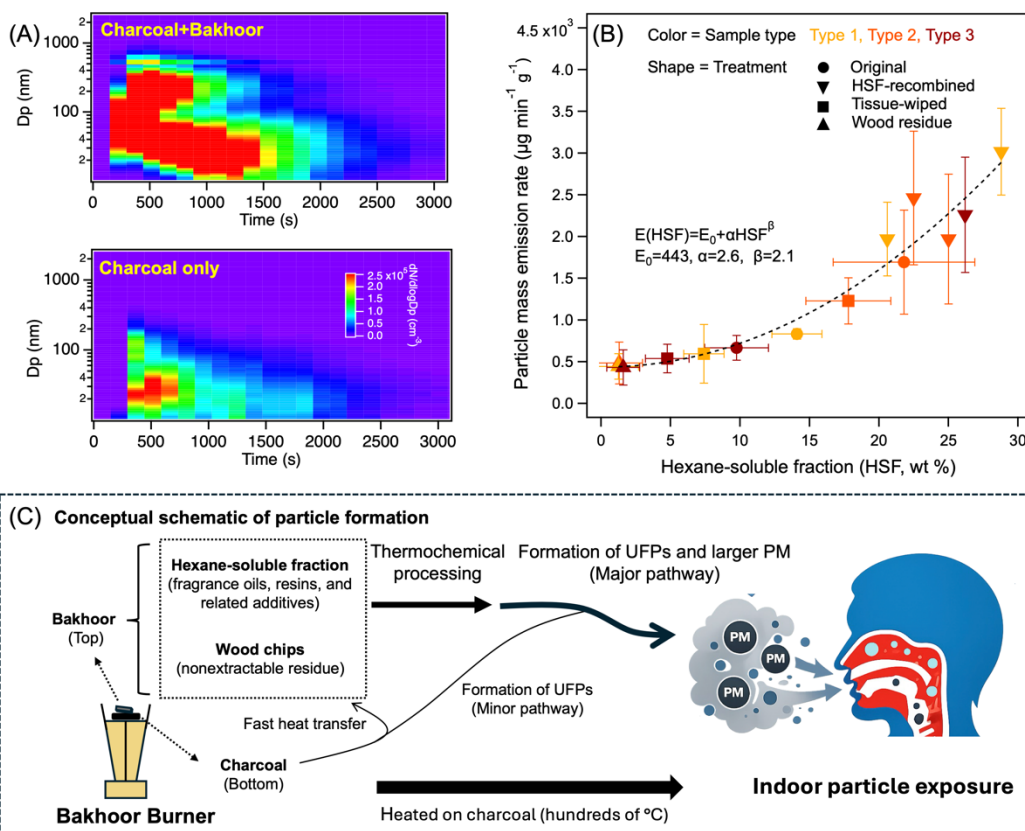 (A)
Charcoal+Bakhoor
1000
100
Dp (nm)
0 500 1000 1500 2000 2500 3000
Time (s)
Charcoal only
1000
100
Dp (nm)
2.5 x10⁵
2.0
1.5
1.0
0.5
0.0
dN/dlogDp (cm⁻³)
0 500 1000 1500 2000 2500 3000
Time (s)
(B)
Color = Sample type Type 1, Type 2, Type 3
Shape = Treatment
Original
HSF-recombined
Tissue-wiped
Wood residue
E(HSF)=E₀+αHSF^β
E₀=443, α=2.6, β=2.1
Particle mass emission rate (µg min⁻¹ g⁻¹)
4.5 x10³
4.0
3.5
3.0
2.5
2.0
1.5
1.0
0.5
0.0
0 5 10 15 20 25 30
Hexane-soluble fraction (HSF, wt %)
(C) Conceptual schematic of particle formation
Bakhoor
(Top)
Hexane-soluble fraction
(fragrance oils, resins, and
related additives)
Wood chips
(nonextractable residue)
Thermochemical
processing
Formation of UFPs and larger PM
(Major pathway)
Formation of UFPs
(Minor pathway)
Fast heat transfer
Charcoal
(Bottom)
Bakhoor Burner
Heated on charcoal (hundreds of °C)
PM
PM
PM
Indoor particle exposure